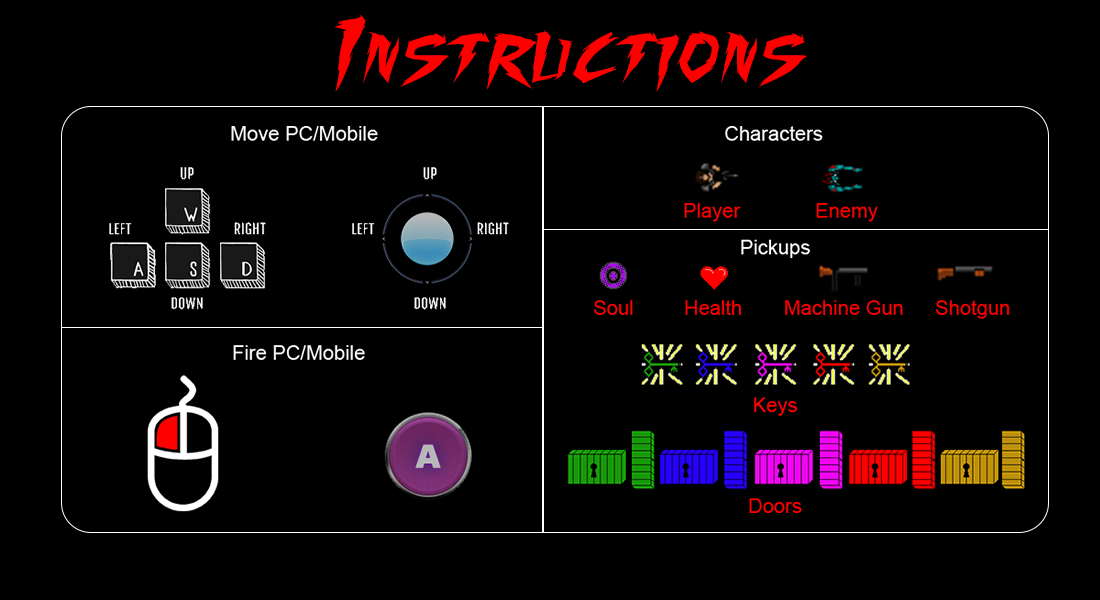 Instructions
Move PC/Mobile
UP
W
LEFT
RIGHT
A
S
D
DOWN
UP
LEFT
RIGHT
DOWN
Fire PC/Mobile
A
Characters
Player
Enemy
Pickups
Soul
Health
Machine Gun
Shotgun
Keys
Doors